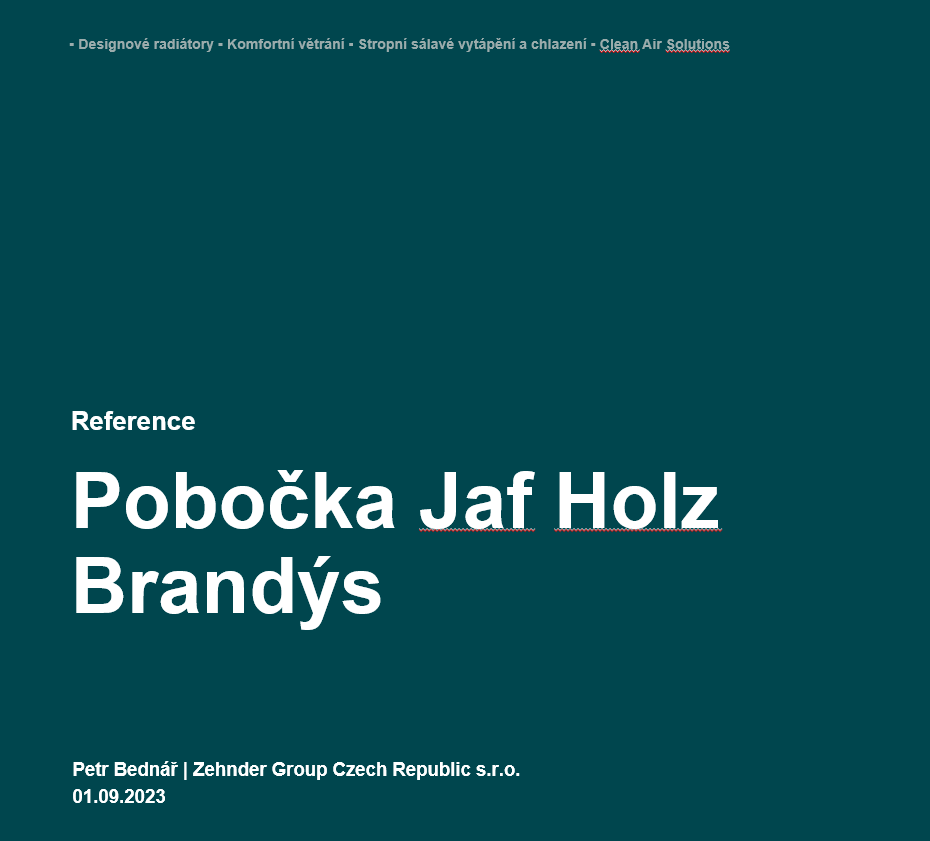 - Designové radiátory - Komfortní větrání - Stropní sálavé vytápění a chlazení - Clean Air Solutions
Reference
Pobočka Jaf Holz
Brandýs
Petr Bednář | Zehnder Group Czech Republic s.r.o.
01.09.2023